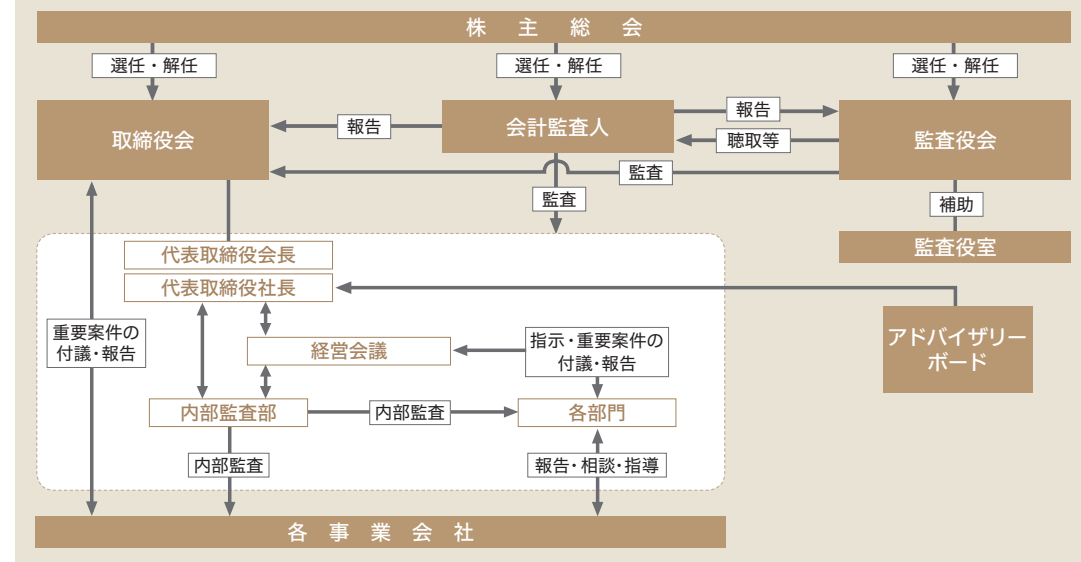 株主総会
選任・解任
選任・解任
選任・解任
取締役会
会計監査人
監査役会
報告
報告
聴取等
監査
監査
補助
監査役室
代表取締役会長
代表取締役社長
重要案件の
付議・報告
経営会議
指示・重要案件の
付議・報告
アドバイザリー
ボード
内部監査部
内部監査
各部門
内部監査
報告・相談・指導
各事業会社